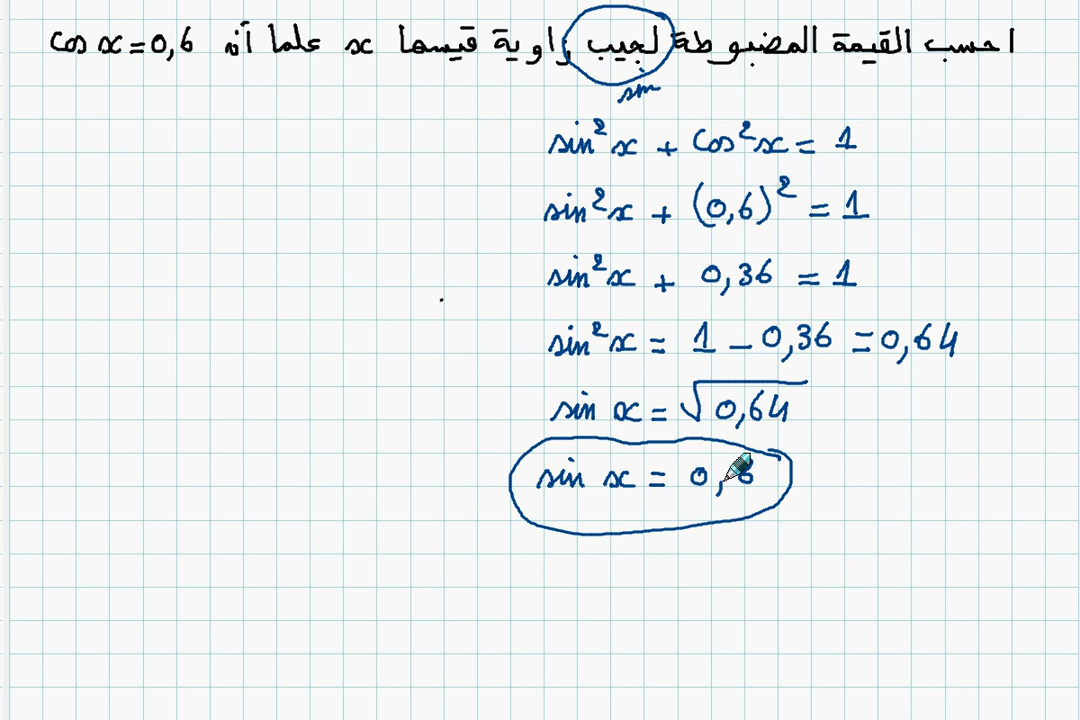 احسب القيمة المضبوطة لجيب زاوية قيسها x علما أنه cos x = 0,6
sin
sin²x + cos²x = 1
sin²x + (0,6)² = 1
sin²x + 0,36 = 1
sin²x = 1 - 0,36 = 0,64
sin x = √0,64
sin x = 0,8